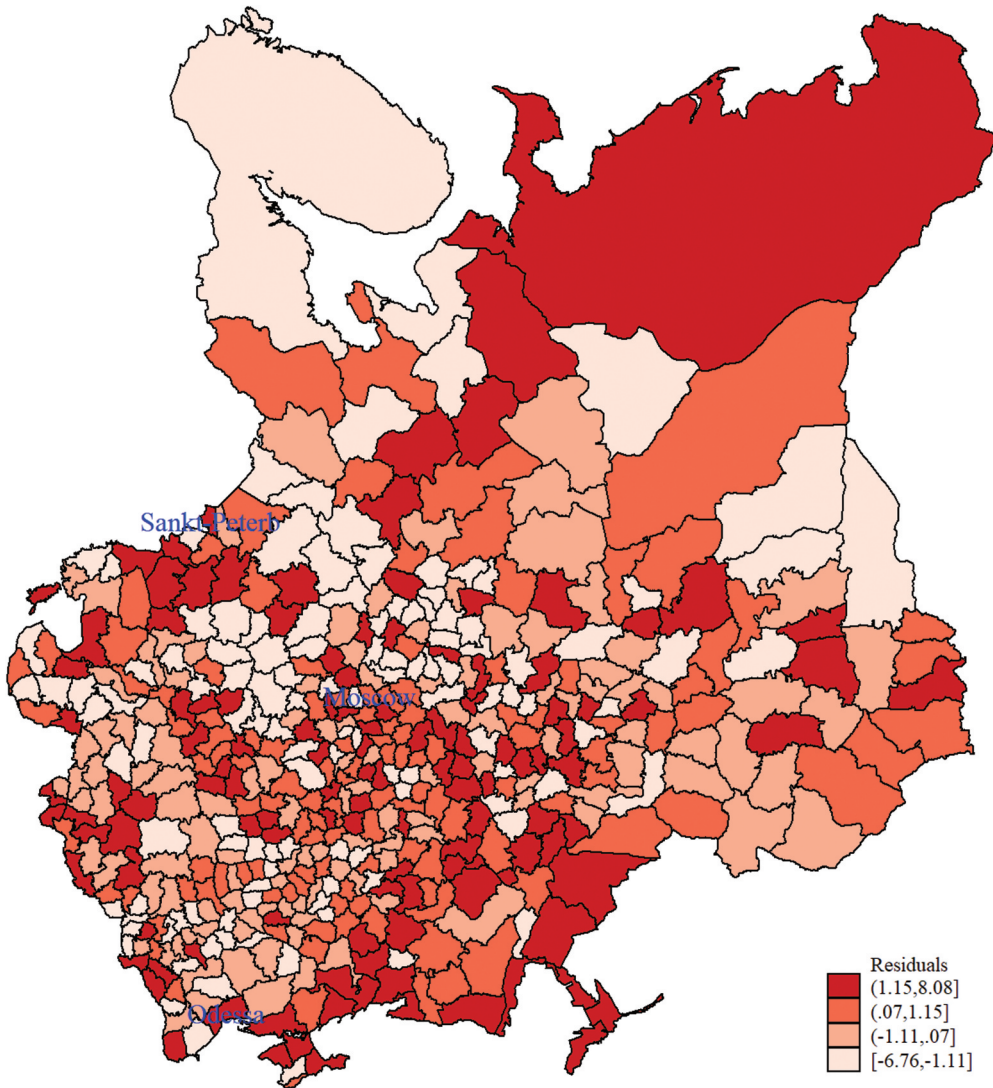 Sankt-Peterb
Moscow
Odessa
Residuals
(1.15,8.08]
(.07,1.15]
(-1.11,.07]
[-6.76,-1.11]